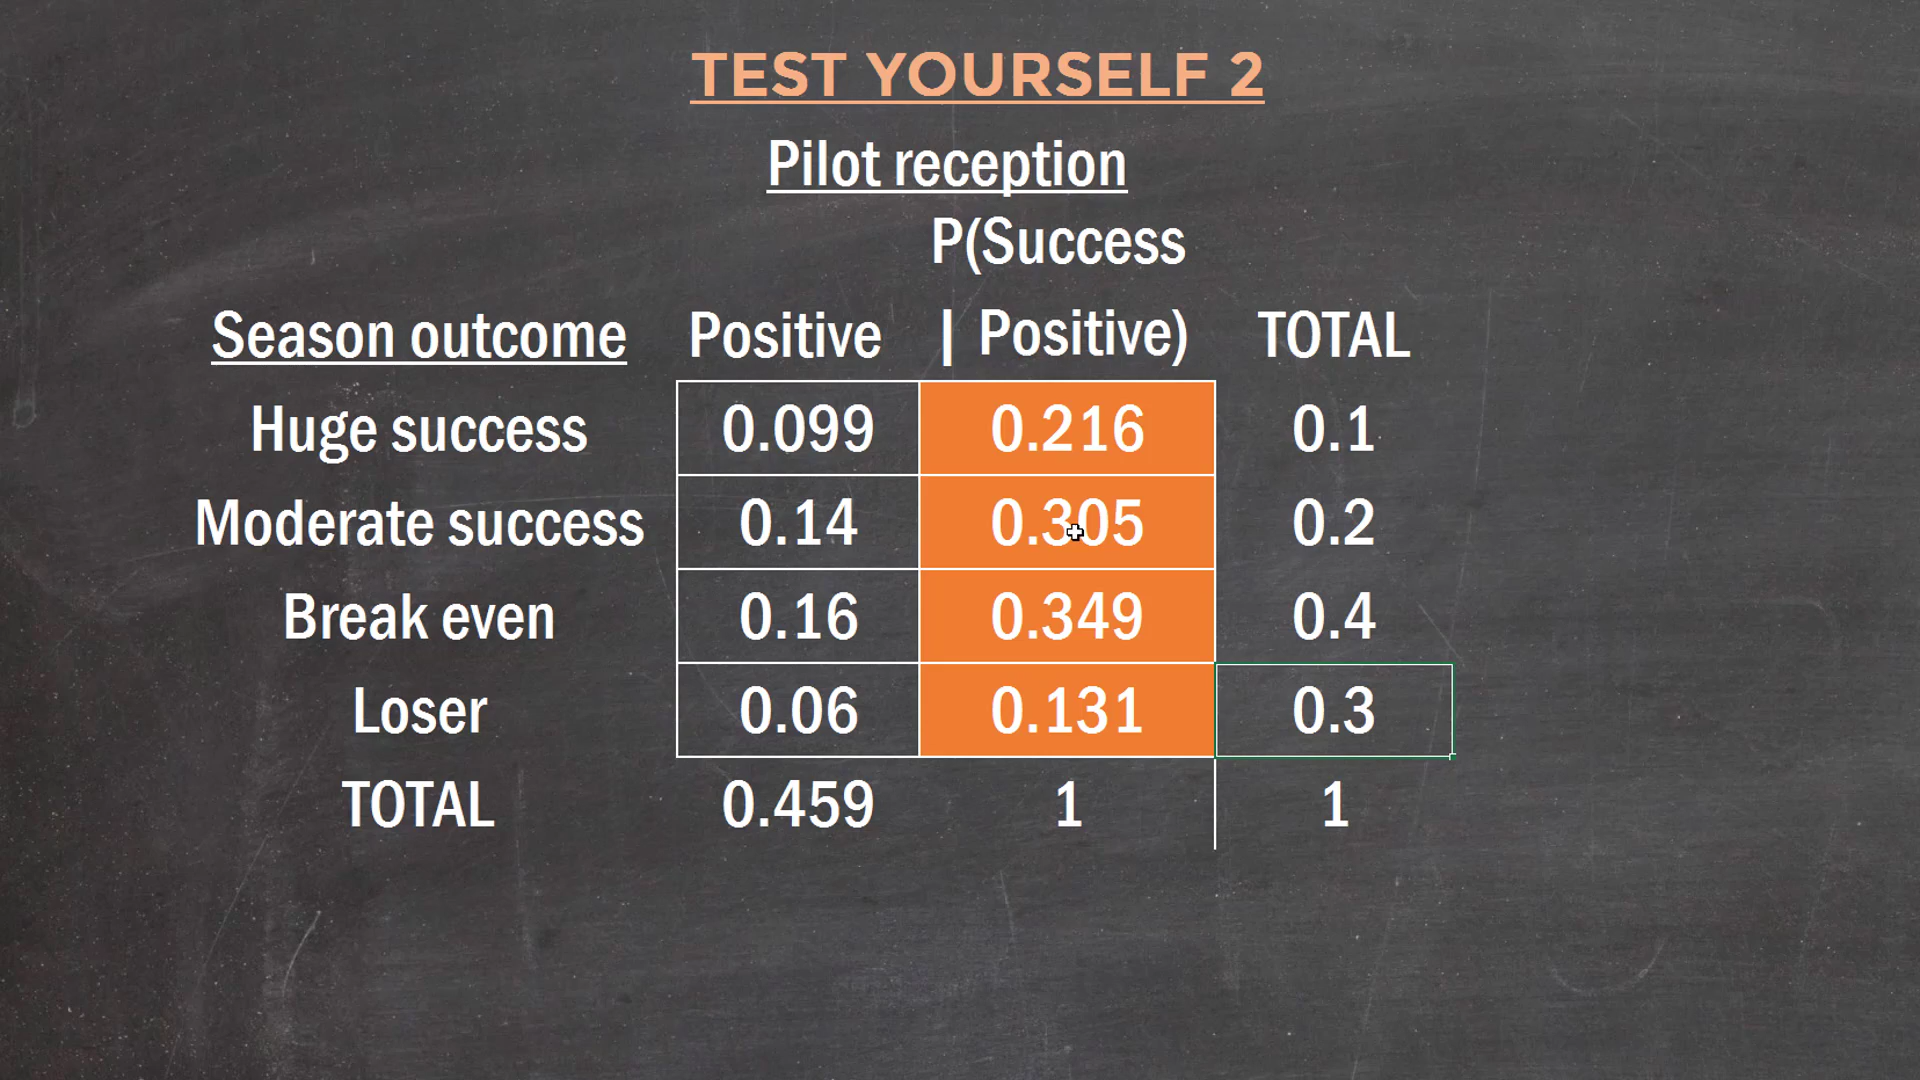 TEST YOURSELF 2
Pilot reception
P(Success
Season outcome Positive | Positive) TOTAL
Huge success 0.099 0.216 0.1
Moderate success 0.14 0.305 0.2
Break even 0.16 0.349 0.4
Loser 0.06 0.131 0.3
TOTAL 0.459 1 1